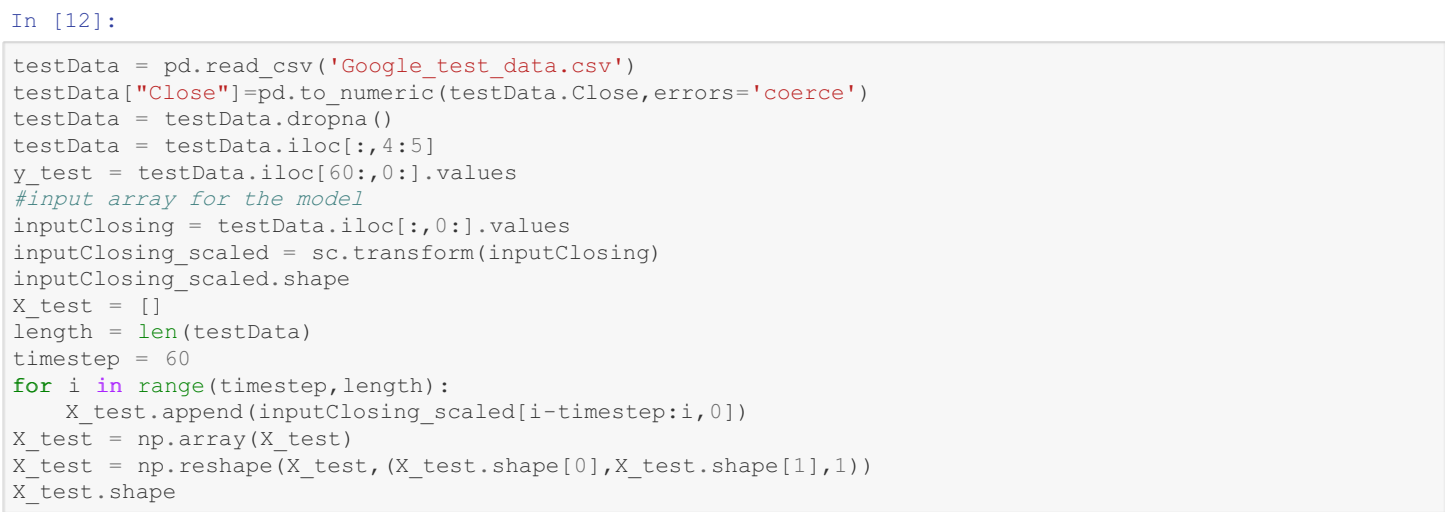 In [12]:
testData = pd.read_csv('Google_test_data.csv')
testData["Close"]=pd.to_numeric(testData.Close,errors='coerce')
testData = testData.dropna()
testData = testData.iloc[:,4:5]
y_test = testData.iloc[60:,0:].values
#input array for the model
inputClosing = testData.iloc[:,0:].values
inputClosing_scaled = sc.transform(inputClosing)
inputClosing_scaled.shape
X_test = []
length = len(testData)
timestep = 60
for i in range(timestep,length):
    X_test.append(inputClosing_scaled[i-timestep:i,0])
X_test = np.array(X_test)
X_test = np.reshape(X_test,(X_test.shape[0],X_test.shape[1],1))
X_test.shape